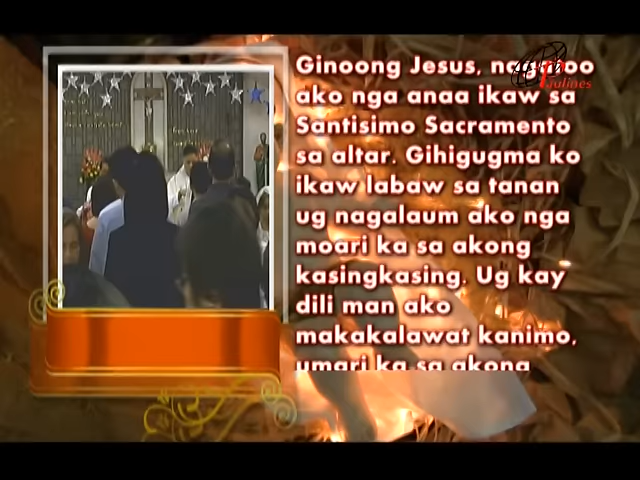 Ginoong Jesus,
ako nga anaa ikaw sa
Santisimo Sacramento
sa altar. Gihigugma ko
ikaw labaw sa tanan
ug nagalaum ako nga
moari ka sa akong
kasingkasing. Ug kay
dili man ako
makakalawat kanimo,
umari ka sa akong